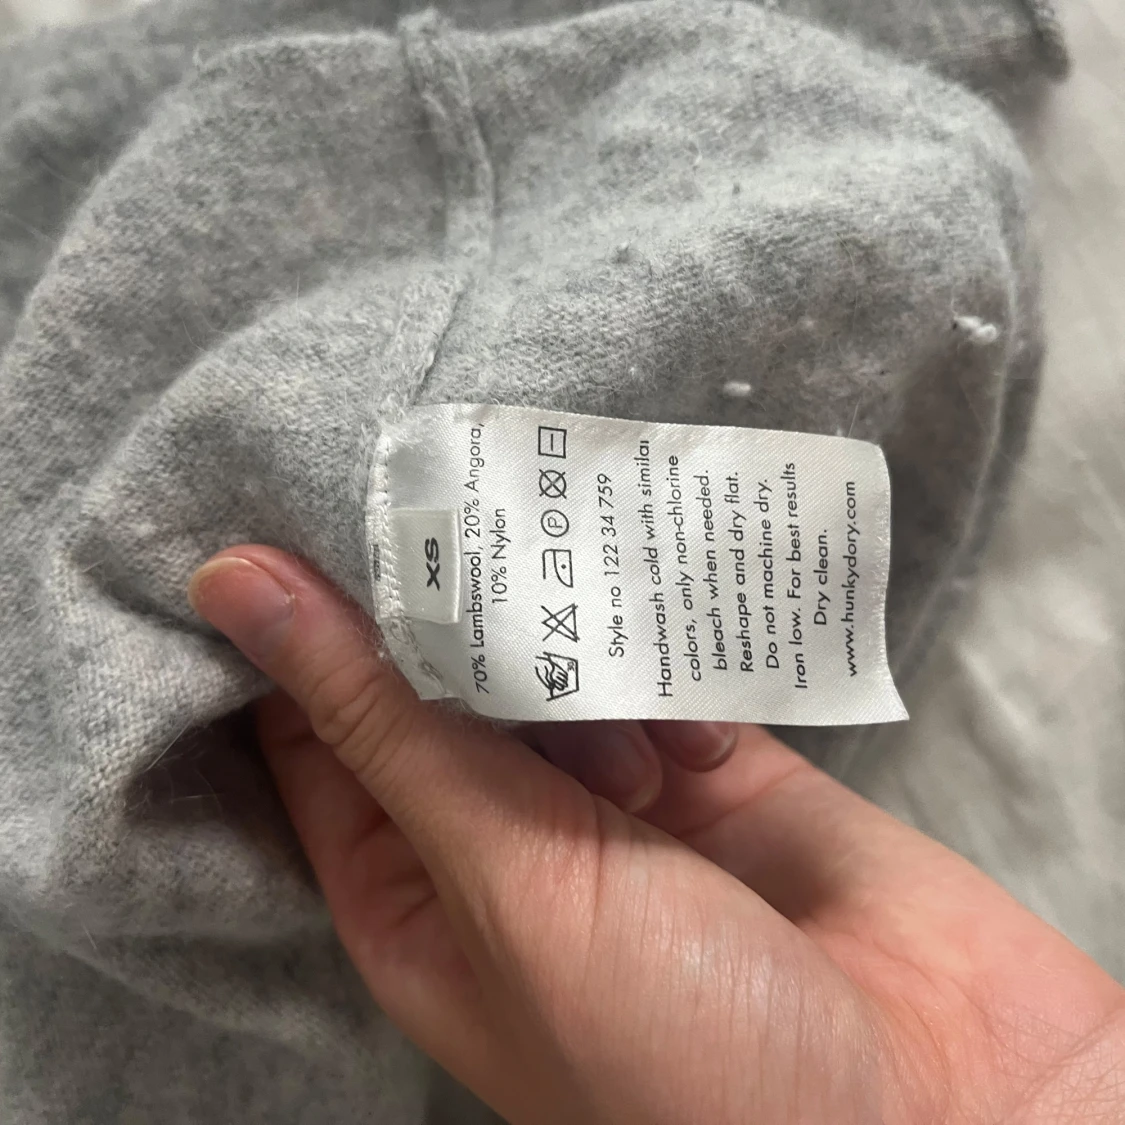 XS
70% Lambswool, 20% Angora,
10% Nylon
P
Style no 122 34 759
Handwash cold with similar
colors, only non-chlorine
bleach when needed.
Reshape and dry flat.
Do not machine dry.
Iron low. For best results
Dry clean.
www.hunkydory.com